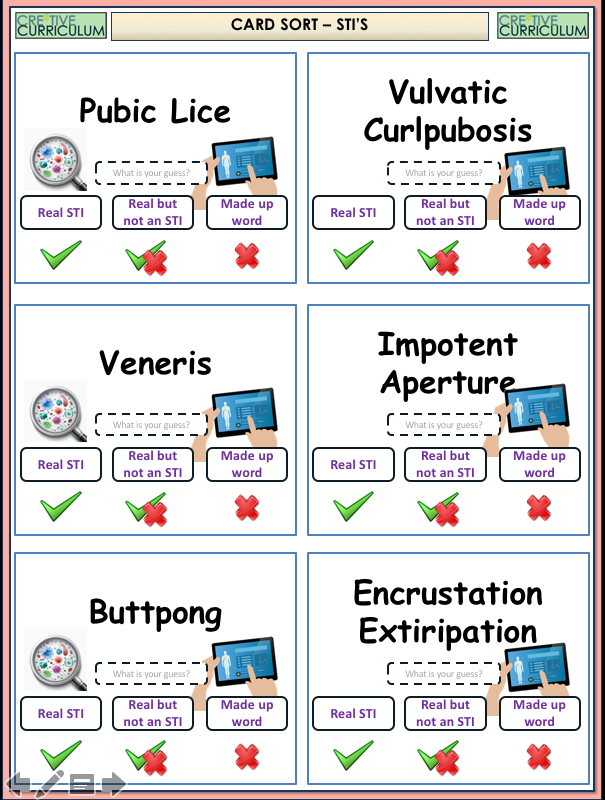 CRE★TIVE
CURRICULUM
CARD SORT – STI'S
CRE★TIVE
CURRICULUM
Pubic Lice
What is your guess?
Real STI
Real but
not an STI
Made up
word
Vulvatic
Curlpubosis
What is your guess?
Real STI
Real but
not an STI
Made up
word
Veneris
What is your guess?
Real STI
Real but
not an STI
Made up
word
Impotent
Aperture
What is your guess?
Real STI
Real but
not an STI
Made up
word
Buttpong
What is your guess?
Real STI
Real but
not an STI
Made up
word
Encrustation
Extiripation
What is your guess?
Real STI
Real but
not an STI
Made up
word